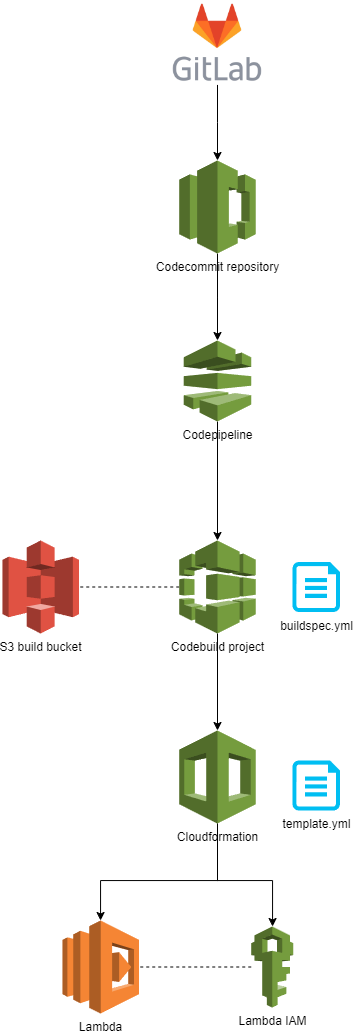 GitLab
Codecommit repository
Codepipeline
S3 build bucket
Codebuild project
buildspec.yml
Cloudformation
template.yml
Lambda
Lambda IAM